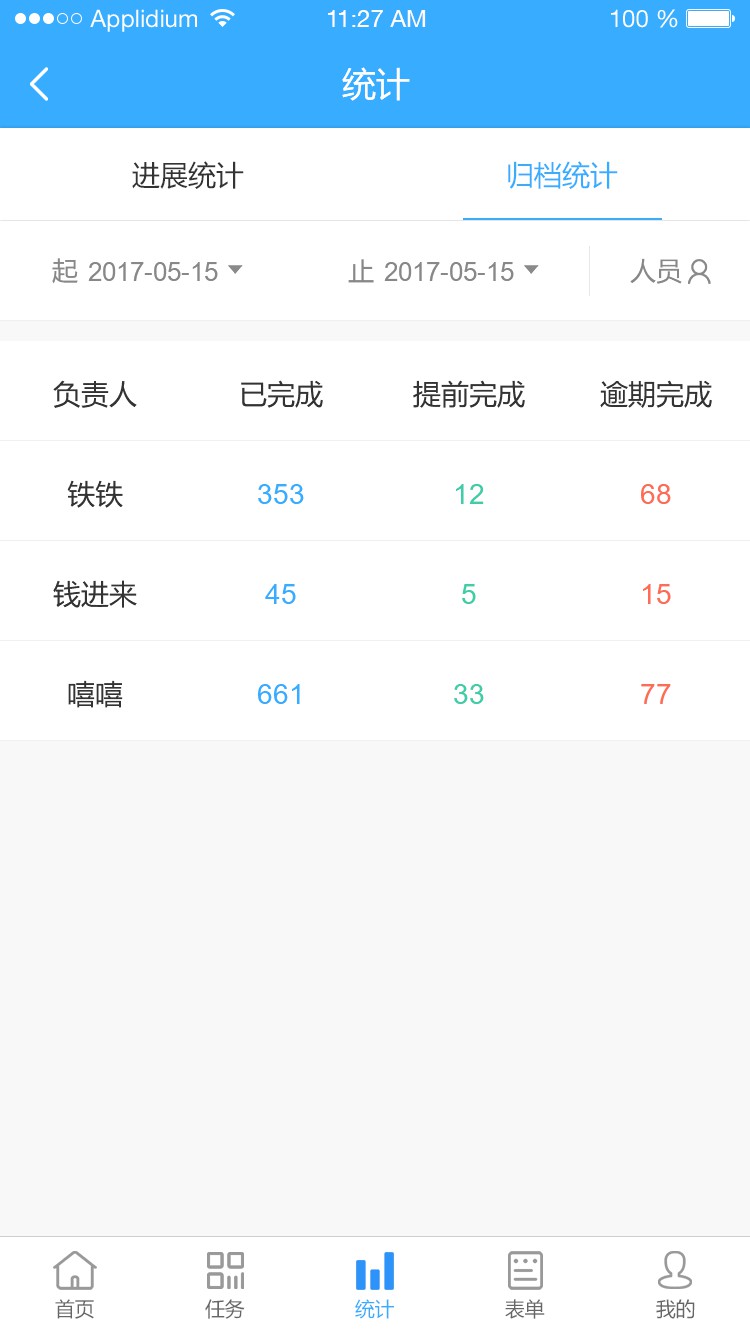 Applidium 11:27 AM 100 %
统计
进展统计 归档统计
起 2017-05-15 止 2017-05-15 人员
负责人 已完成 提前完成 逾期完成
铁铁 353 12 68
钱进来 45 5 15
嘻嘻 661 33 77
首页 任务 统计 表单 我的